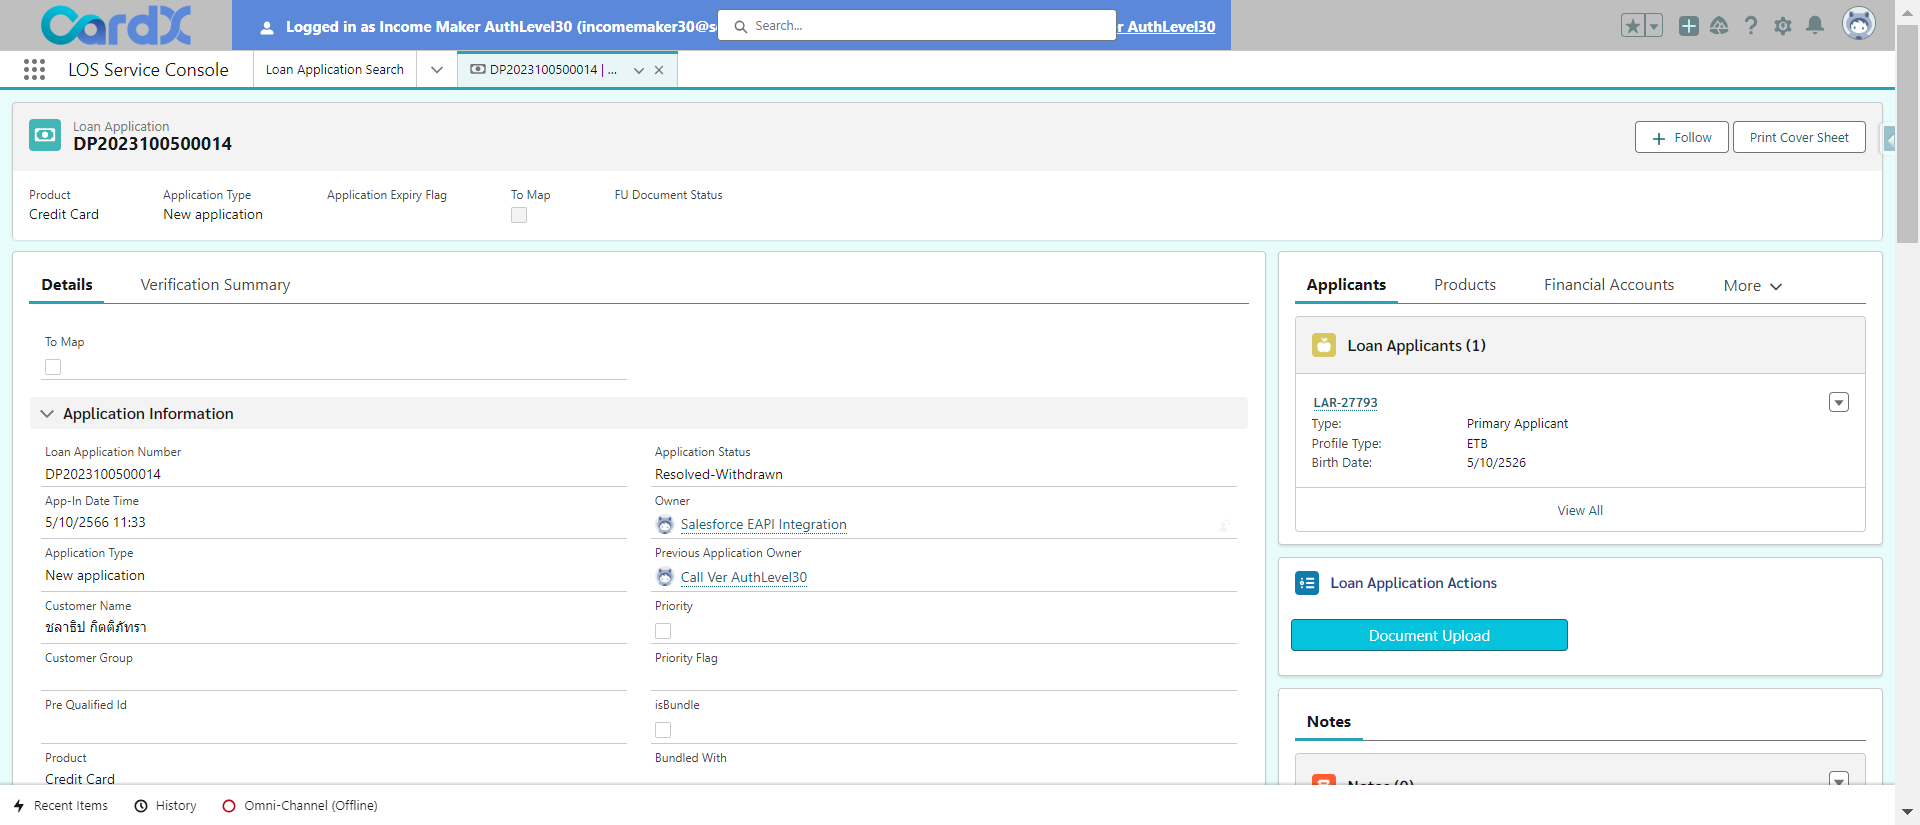 CardX
Logged in as Income Maker AuthLevel30 (incomemaker30@s
Search...
r AuthLevel30
LOS Service Console
Loan Application Search
DP2023100500014 | ...
Loan Application
DP2023100500014
Follow
Print Cover Sheet
Product
Application Type
Application Expiry Flag
To Map
FU Document Status
Credit Card
New application
Details
Verification Summary
To Map
Application Information
Loan Application Number
DP2023100500014
Application Status
Resolved-Withdrawn
App-In Date Time
5/10/2566 11:33
Owner
Salesforce EAPI Integration
Application Type
New application
Previous Application Owner
Call Ver AuthLevel30
Customer Name
ชลาธิป กิตติภัทรา
Priority
Customer Group
Priority Flag
Pre Qualified Id
isBundle
Product
Credit Card
Bundled With
Applicants
Products
Financial Accounts
More
Loan Applicants (1)
LAR-27793
Type: Primary Applicant
Profile Type: ETB
Birth Date: 5/10/2526
View All
Loan Application Actions
Document Upload
Notes
Notes (0)
Recent Items
History
Omni-Channel (Offline)